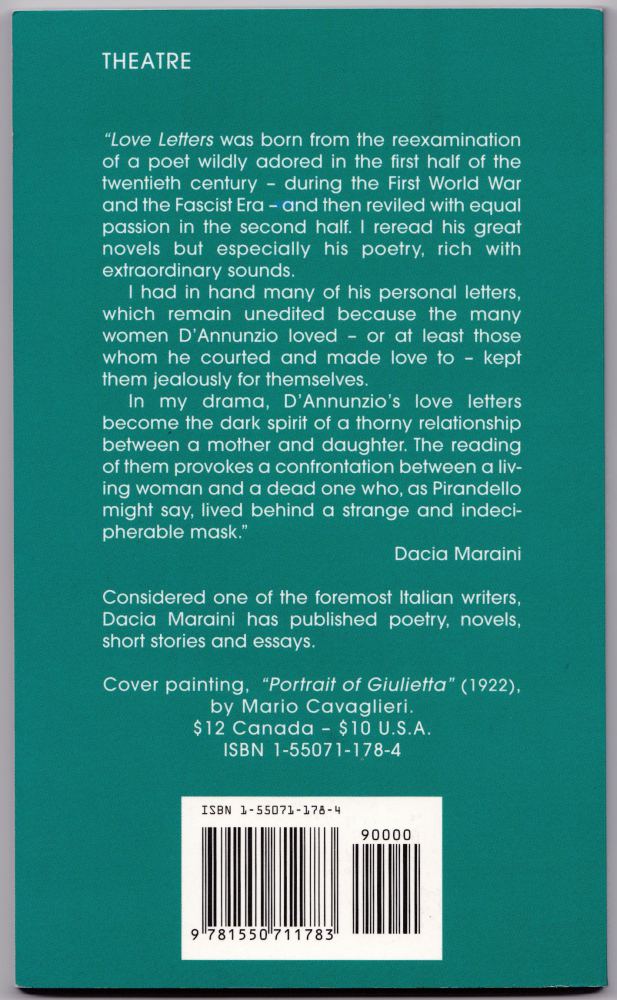 THEATRE
“Love Letters was born from the reexamination
of a poet wildly adored in the first half of the
twentieth century – during the First World War
and the Fascist Era – and then reviled with equal
passion in the second half. I reread his great
novels but especially his poetry, rich with
extraordinary sounds.
I had in hand many of his personal letters,
which remain unedited because the many
women D’Annunzio loved – or at least those
whom he courted and made love to – kept
them jealously for themselves.
In my drama, D’Annunzio’s love letters
become the dark spirit of a thorny relationship
between a mother and daughter. The reading
of them provokes a confrontation between a liv-
ing woman and a dead one who, as Pirandello
might say, lived behind a strange and indeci-
pherable mask.”
Dacia Maraini
Considered one of the foremost Italian writers,
Dacia Maraini has published poetry, novels,
short stories and essays.
Cover painting, “Portrait of Giulietta” (1922),
by Mario Cavaglieri.
$12 Canada – $10 U.S.A.
ISBN 1-55071-178-4
ISBN 1-55071-178-4
90000
9 781550 711783